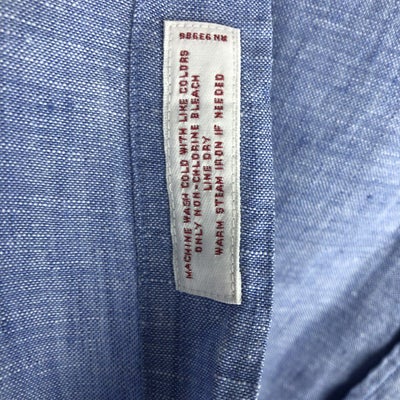 MACHINE WASH COLD WITH LIKE COLORS
ONLY NON-CHLORINE BLEACH
LINE DRY
WARM STEAM IRON IF NEEDED